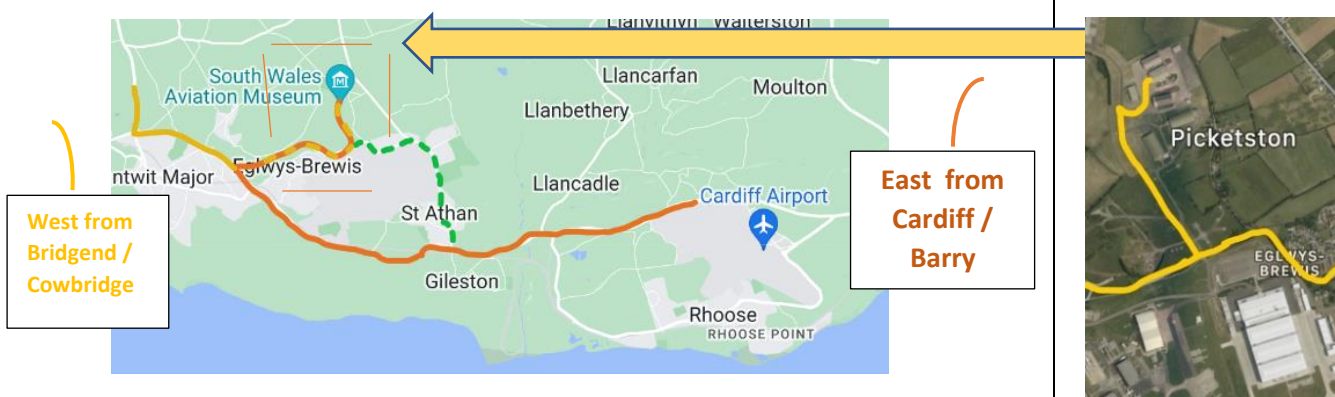 Llanvithyn Walterston
South Wales
Aviation Museum
Llancarfan
Moulton
Llanbethery
Eglwys-Brewis
ntwit Major
Llancadle
Cardiff Airport
St Athan
Gileston
Rhoose
RHOOSE POINT
West from
Bridgend /
Cowbridge
East from
Cardiff /
Barry
Picketston
EGLWYS-
BREWIS